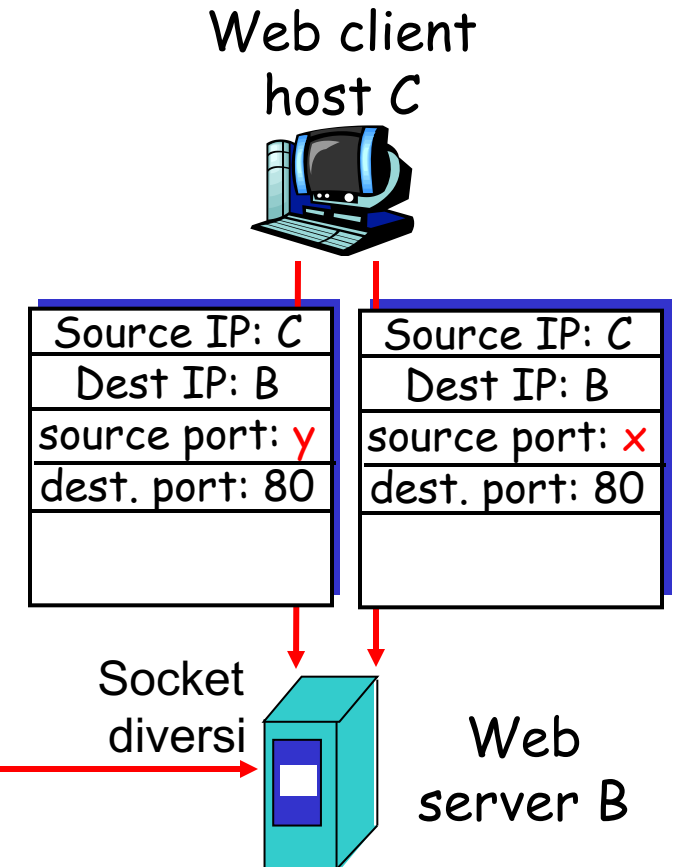 Web client
host C
Source IP: C
Dest IP: B
source port: y
dest. port: 80
Source IP: C
Dest IP: B
source port: x
dest. port: 80
Socket
diversi
Web
server B